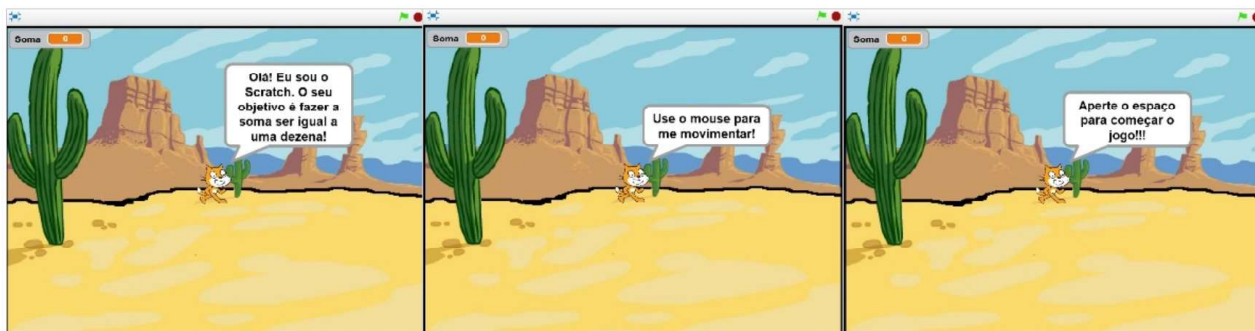 Soma 0
Olá! Eu sou o
Scratch. O seu
objetivo é fazer a
soma ser igual a
uma dezena!
Soma 0
Use o mouse para
me movimentar!
Soma 0
Aperte o espaço
para começar o
jogo!!!